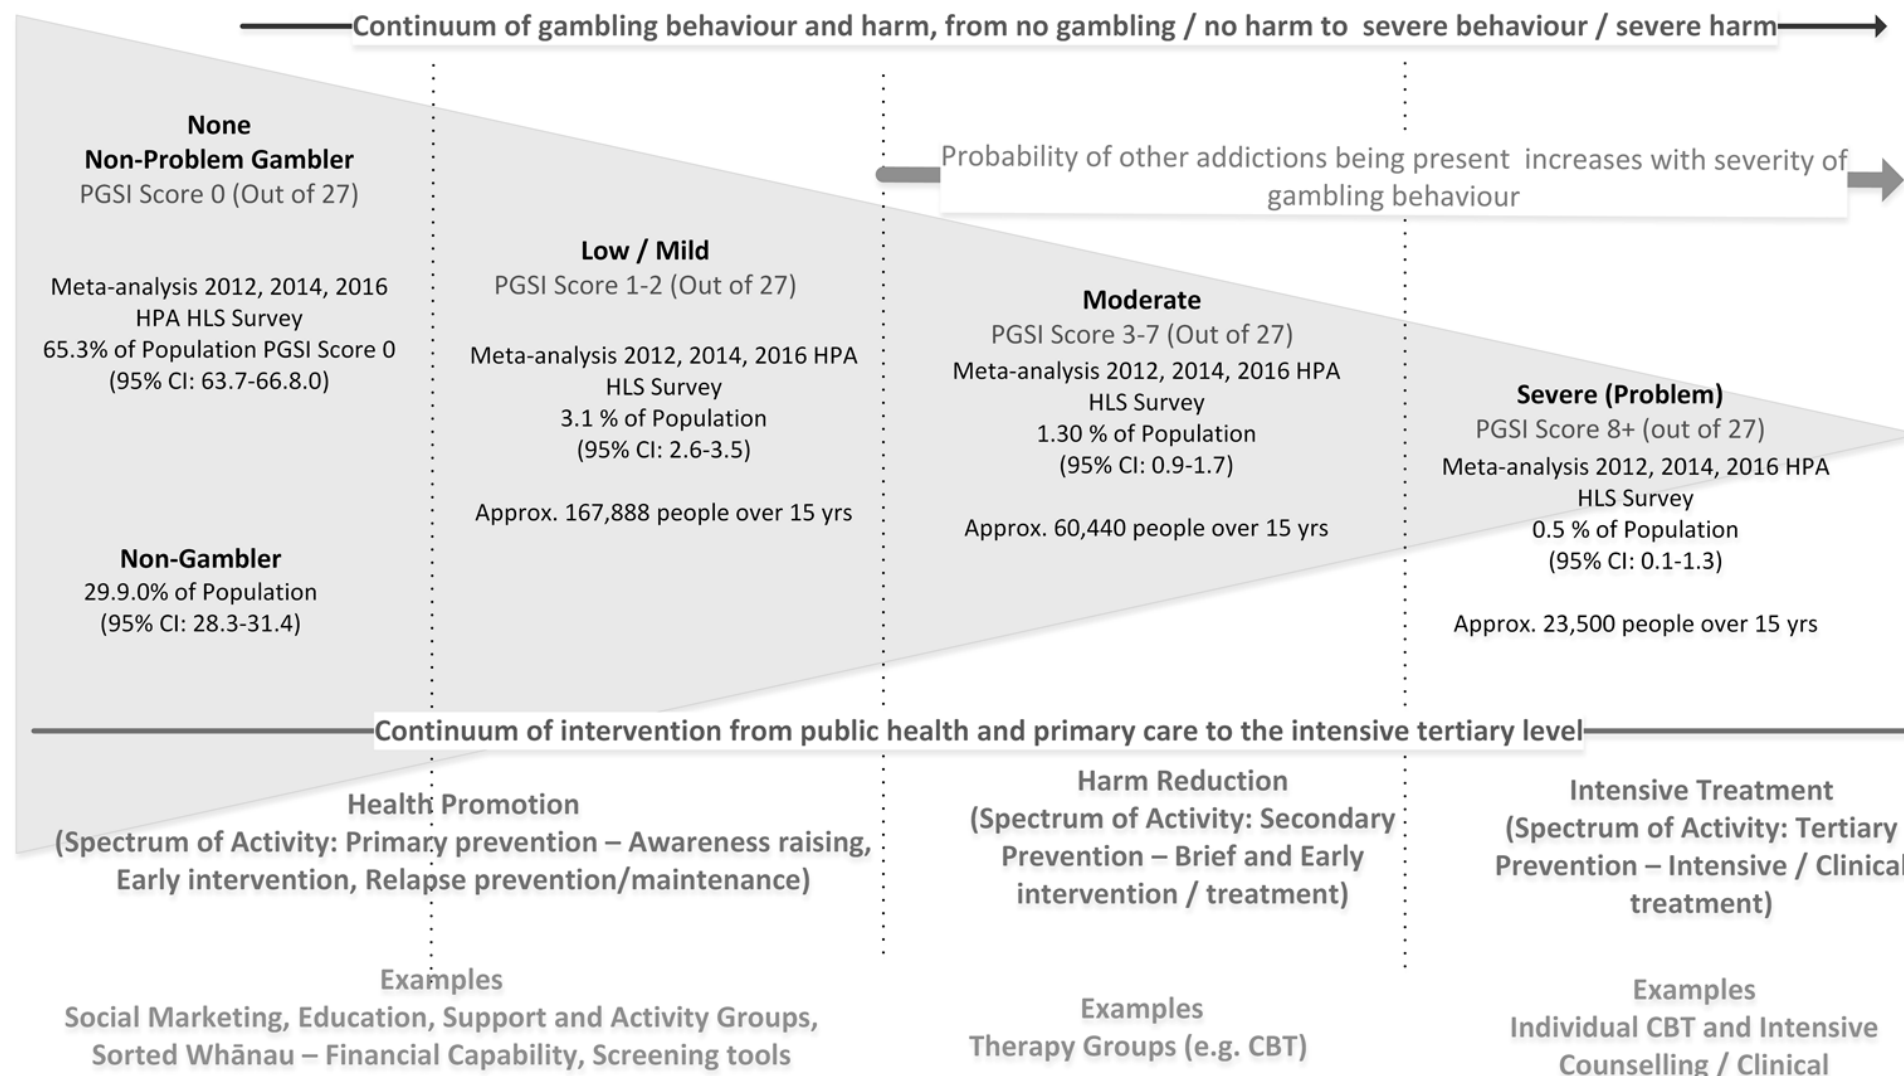 Continuum of gambling behaviour and harm, from no gambling / no harm to severe behaviour / severe harm
None
Non-Problem Gambler
PGSI Score 0 (Out of 27)
Meta-analysis 2012, 2014, 2016
HPA HLS Survey
65.3% of Population PGSI Score 0
(95% CI: 63.7-66.8.0)
Non-Gambler
29.9.0% of Population
(95% CI: 28.3-31.4)
Low / Mild
PGSI Score 1-2 (Out of 27)
Meta-analysis 2012, 2014, 2016 HPA
HLS Survey
3.1 % of Population
(95% CI: 2.6-3.5)
Approx. 167,888 people over 15 yrs
Probability of other addictions being present increases with severity of
gambling behaviour
Moderate
PGSI Score 3-7 (Out of 27)
Meta-analysis 2012, 2014, 2016 HPA
HLS Survey
1.30 % of Population
(95% CI: 0.9-1.7)
Approx. 60,440 people over 15 yrs
Severe (Problem)
PGSI Score 8+ (out of 27)
Meta-analysis 2012, 2014, 2016 HPA
HLS Survey
0.5 % of Population
(95% CI: 0.1-1.3)
Approx. 23,500 people over 15 yrs
Continuum of intervention from public health and primary care to the intensive tertiary level
Health Promotion
(Spectrum of Activity: Primary prevention – Awareness raising,
Early intervention, Relapse prevention/maintenance)
Examples
Social Marketing, Education, Support and Activity Groups,
Sorted Whānau – Financial Capability, Screening tools
Harm Reduction
(Spectrum of Activity: Secondary
Prevention – Brief and Early
intervention / treatment)
Examples
Therapy Groups (e.g. CBT)
Intensive Treatment
(Spectrum of Activity: Tertiary
Prevention – Intensive / Clinical
treatment)
Examples
Individual CBT and Intensive
Counselling / Clinical